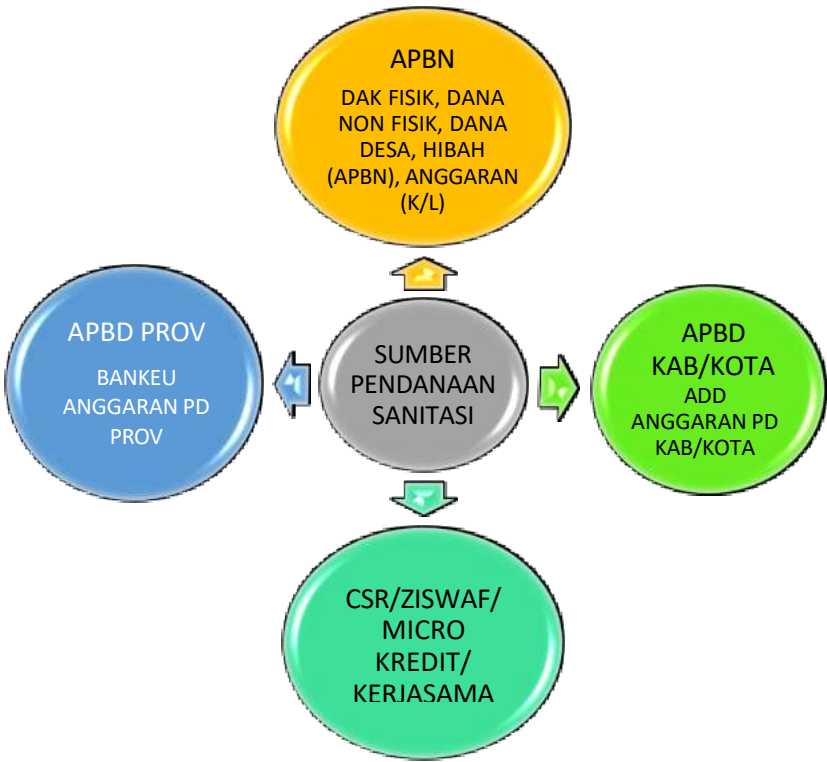 APBN
DAK FISIK, DANA
NON FISIK, DANA
DESA, HIBAH
(APBN), ANGGARAN
(K/L)
APBD PROV
BANKEU
ANGGARAN PD
PROV
SUMBER
PENDANAAN
SANITASI
APBD
KAB/KOTA
ADD
ANGGARAN PD
KAB/KOTA
CSR/ZISWAF/
MICRO
KREDIT/
KERJASAMA